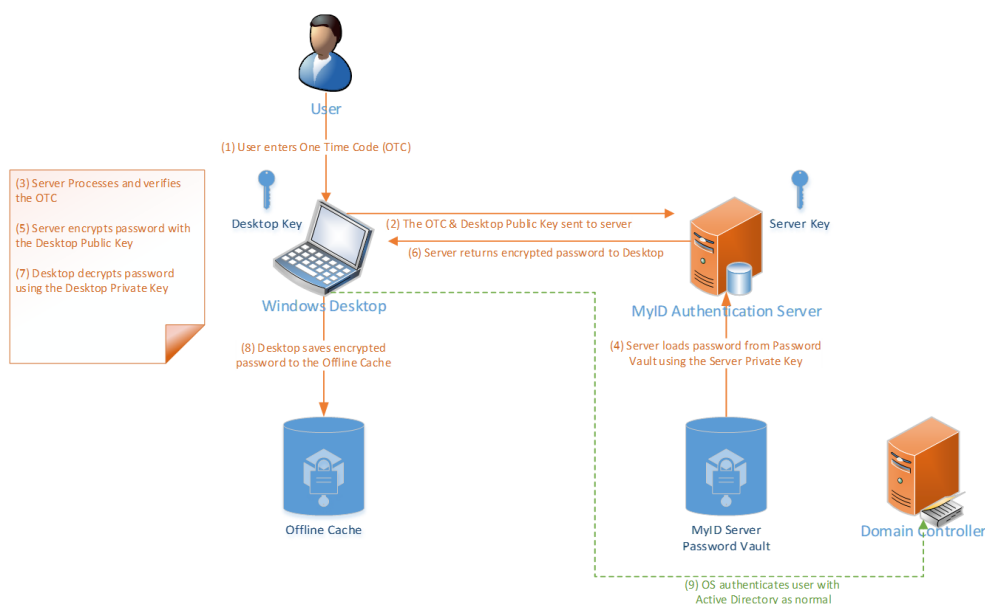 User
(1) User enters One Time Code (OTC)
(3) Server Processes and verifies
the OTC
(5) Server encrypts password with
the Desktop Public Key
(7) Desktop decrypts password
using the Desktop Private Key
Desktop Key
Server Key
(2) The OTC & Desktop Public Key sent to server
(6) Server returns encrypted password to Desktop
Windows Desktop
MyID Authentication Server
(8) Desktop saves encrypted
password to the Offline Cache
(4) Server loads password from Password
Vault using the Server Private Key
Offline Cache
MyID Server
Password Vault
Domain Controller
(9) OS authenticates user with
Active Directory as normal